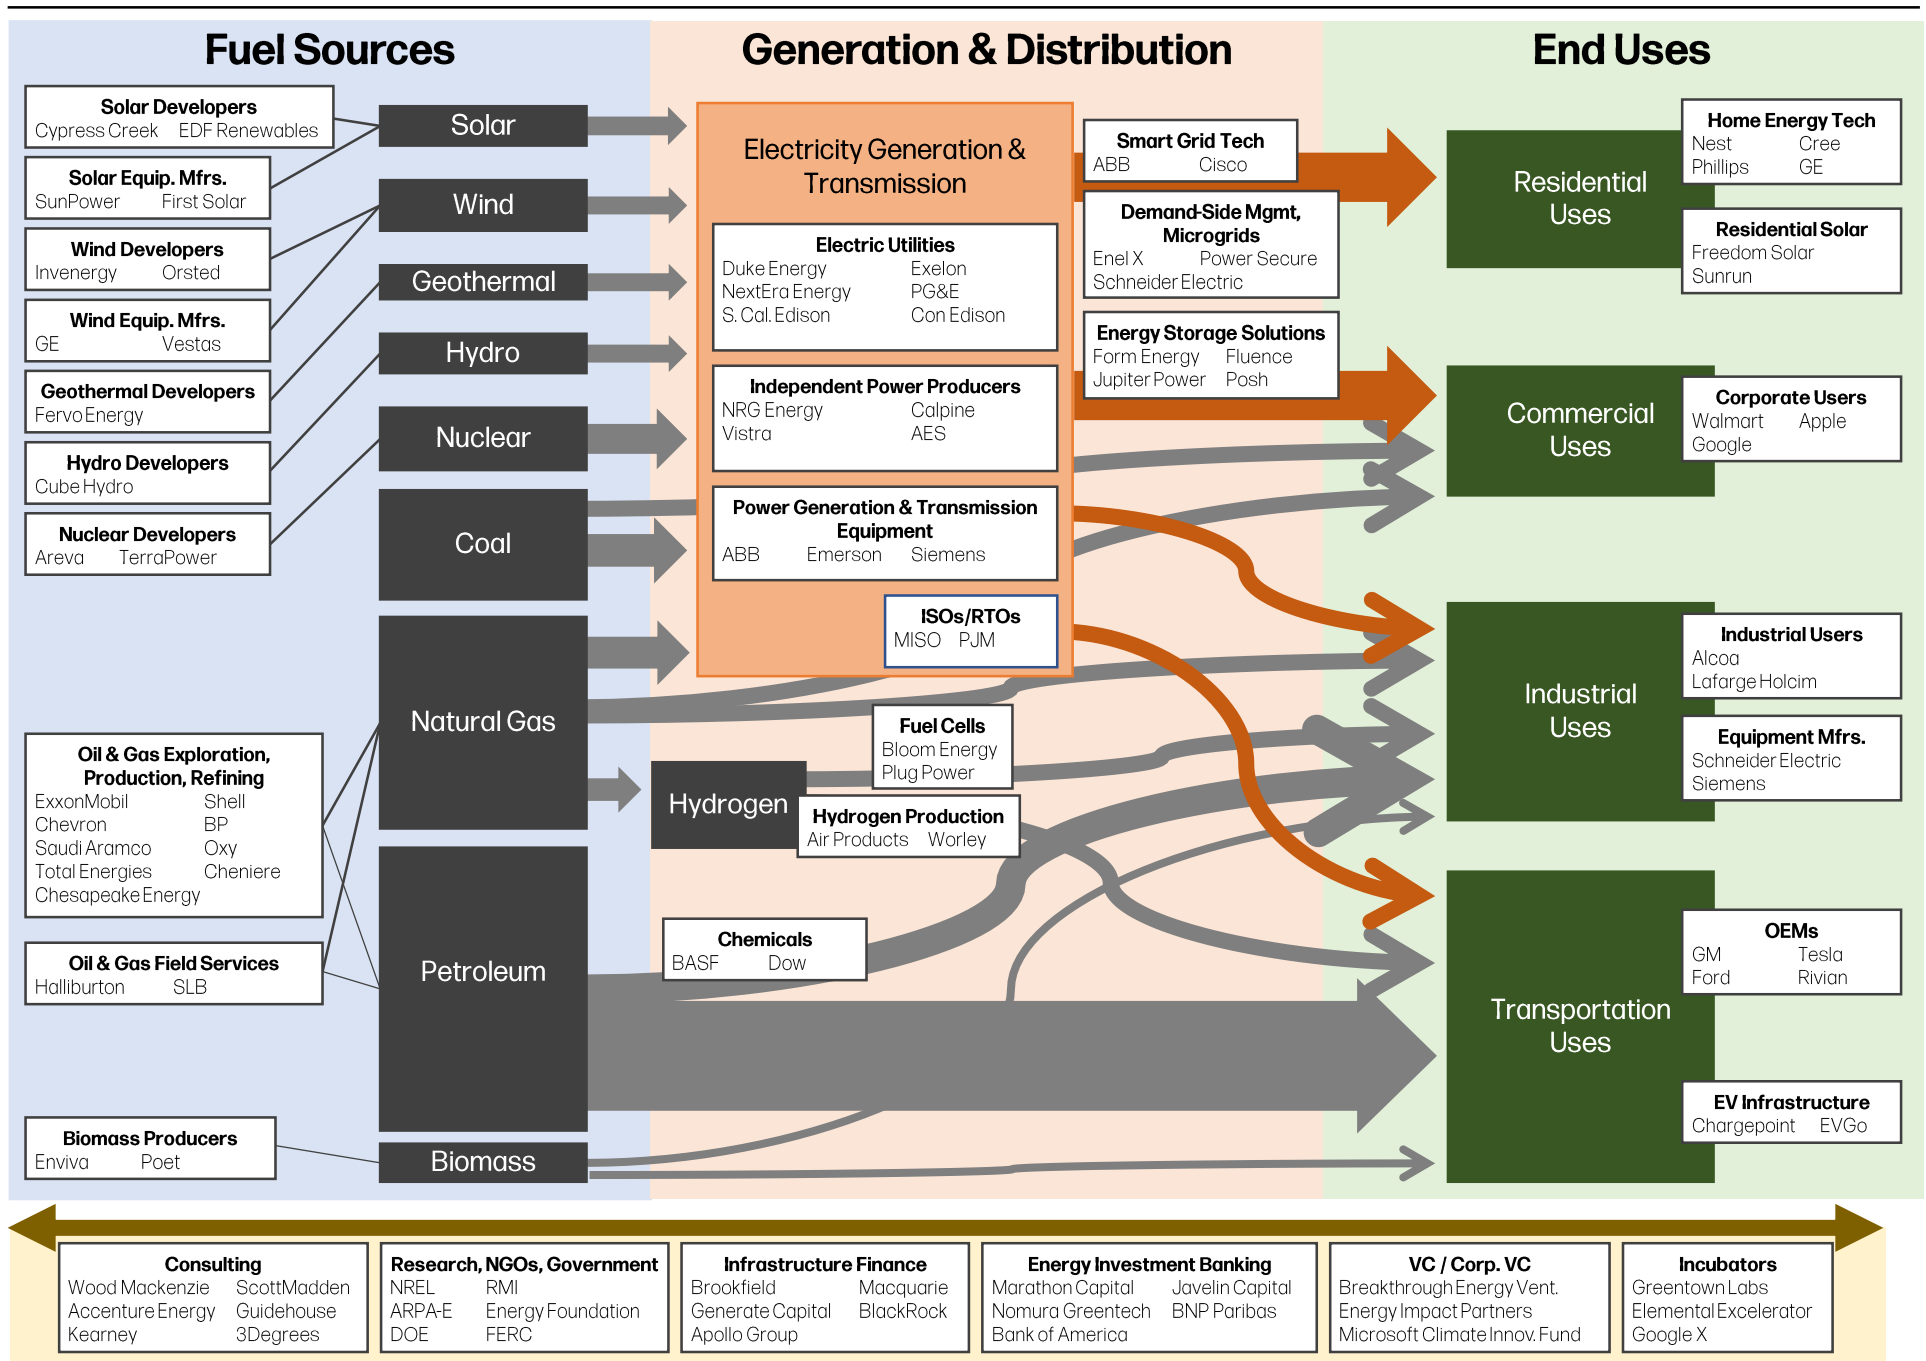 Fuel Sources
Generation & Distribution
End Uses
Solar Developers
Cypress Creek EDF Renewables
Solar Equip. Mfrs.
SunPower First Solar
Wind Developers
Invenergy Orsted
Wind Equip. Mfrs.
GE Vestas
Geothermal Developers
Fervo Energy
Hydro Developers
Cube Hydro
Nuclear Developers
Areva TerraPower
Oil & Gas Exploration,
Production, Refining
ExxonMobil Shell
Chevron BP
Saudi Aramco Oxy
Total Energies Cheniere
Chesapeake Energy
Oil & Gas Field Services
Halliburton SLB
Biomass Producers
Enviva Poet
Solar
Wind
Geothermal
Hydro
Nuclear
Coal
Natural Gas
Petroleum
Biomass
Electricity Generation &
Transmission
Electric Utilities
Duke Energy Exelon
NextEra Energy PG&E
S. Cal. Edison Con Edison
Independent Power Producers
NRG Energy Calpine
Vistra AES
Power Generation & Transmission
Equipment
ABB Emerson Siemens
ISOs/RTOs
MISO PJM
Smart Grid Tech
ABB Cisco
Demand-Side Mgmt,
Microgrids
Enel X Power Secure
Schneider Electric
Energy Storage Solutions
Form Energy Fluence
Jupiter Power Posh
Hydrogen
Fuel Cells
Bloom Energy
Plug Power
Hydrogen Production
Air Products Worley
Chemicals
BASF Dow
Residential
Uses
Home Energy Tech
Nest Cree
Phillips GE
Residential Solar
Freedom Solar
Sunrun
Commercial
Uses
Corporate Users
Walmart Apple
Google
Industrial
Uses
Industrial Users
Alcoa
Lafarge Holcim
Equipment Mfrs.
Schneider Electric
Siemens
Transportation
Uses
OEMs
GM Tesla
Ford Rivian
EV Infrastructure
Chargepoint EVGo
Consulting
Wood Mackenzie ScottMadden
Accenture Energy Guidehouse
Kearney 3Degrees
Research, NGOs, Government
NREL RMI
ARPA-E Energy Foundation
DOE FERC
Infrastructure Finance
Brookfield Macquarie
Generate Capital BlackRock
Apollo Group
Energy Investment Banking
Marathon Capital Javelin Capital
Nomura Greentech BNP Paribas
Bank of America
VC / Corp. VC
Breakthrough Energy Vent.
Energy Impact Partners
Microsoft Climate Innov. Fund
Incubators
Greentown Labs
Elemental Excelerator
Google X